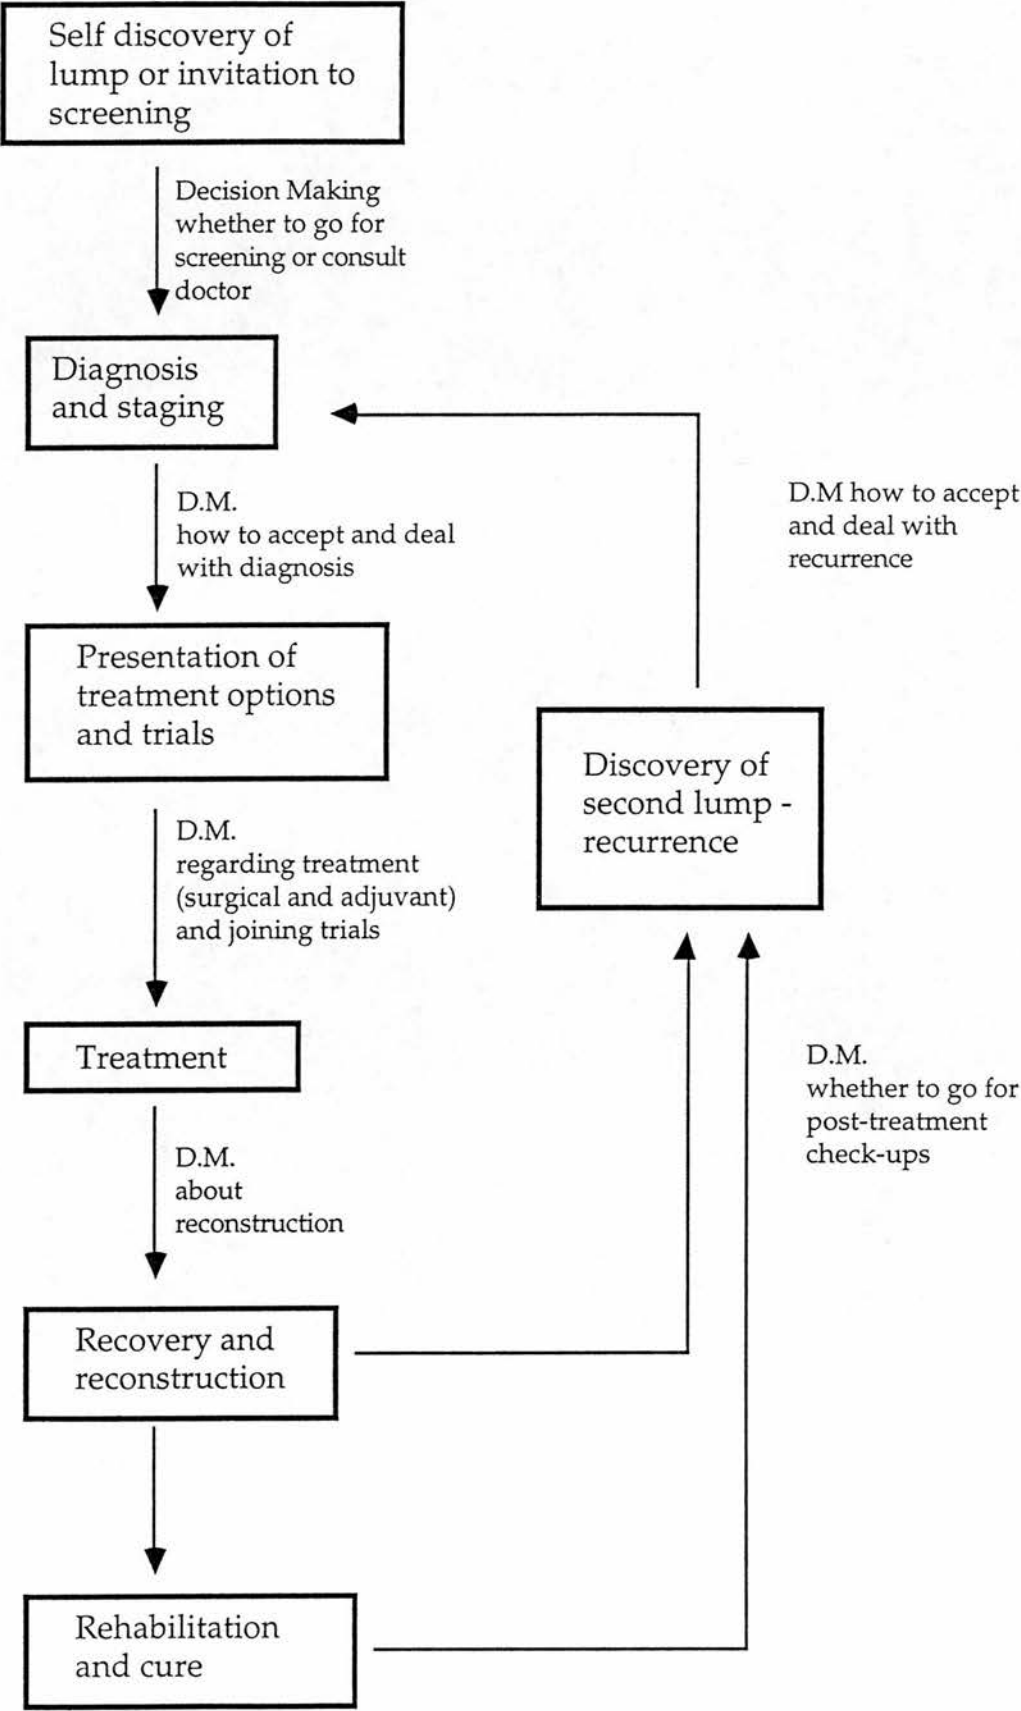 Self discovery of
lump or invitation to
screening
Decision Making
whether to go for
screening or consult
doctor
Diagnosis
and staging
D.M.
how to accept and deal
with diagnosis
D.M how to accept
and deal with
recurrence
Presentation of
treatment options
and trials
Discovery of
second lump -
recurrence
D.M.
regarding treatment
(surgical and adjuvant)
and joining trials
Treatment
D.M.
whether to go for
post-treatment
check-ups
D.M.
about
reconstruction
Recovery and
reconstruction
Rehabilitation
and cure